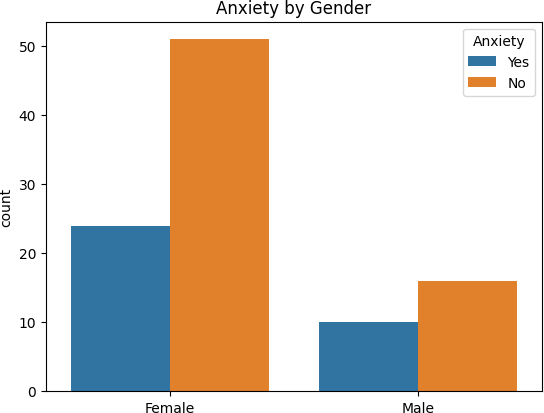 Anxiety by Gender
Anxiety
Yes
No
50
40
30
20
10
0
count
Female Male